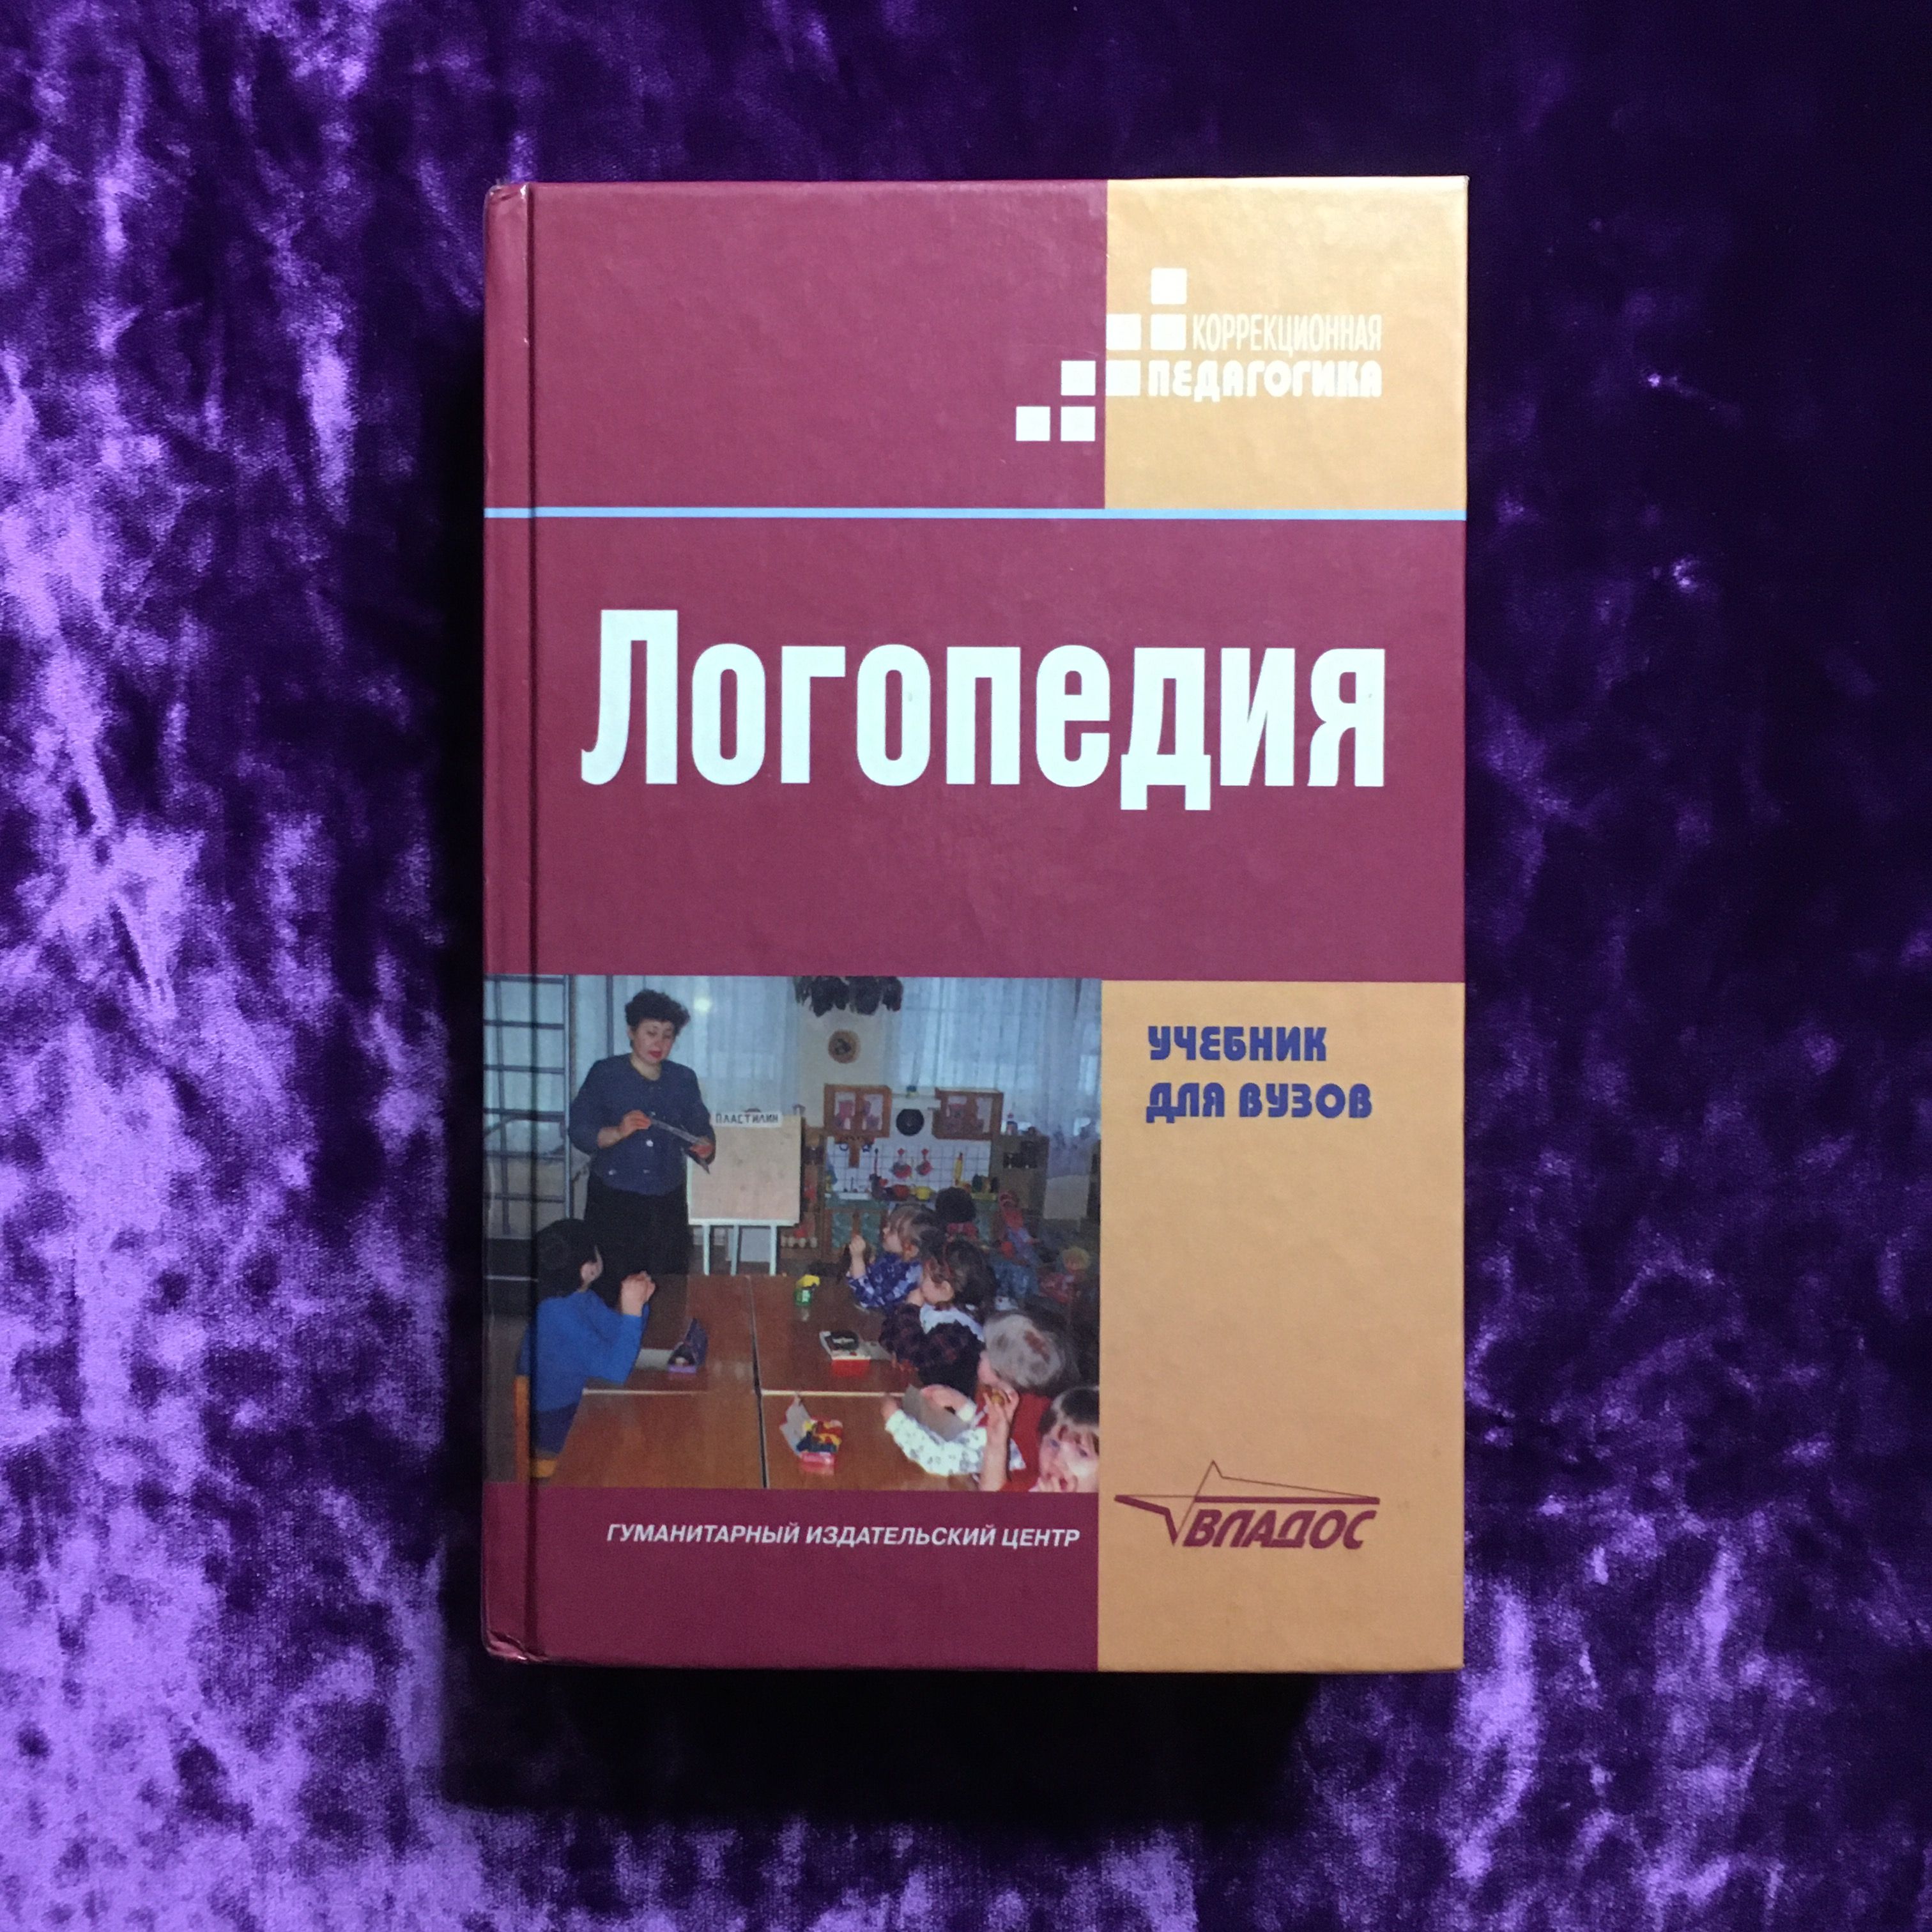 КОРРЕКЦИОННАЯ
ПЕДАГОГИКА
Логопедия
УЧЕБНИК
ДЛЯ ВУЗОВ
ПЛАСТИЛИН
ГУМАНИТАРНЫЙ ИЗДАТЕЛЬСКИЙ ЦЕНТР
ВЛАДОС